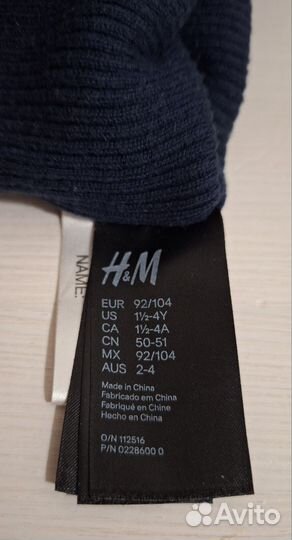 H&M
EUR 92/104
US 1½-4Y
CA 1½-4A
CN 50-51
MX 92/104
AUS 2-4
Made in China
Fabricado em China
Fabriqué en Chine
Hecho en China
O/N 112516
P/N 0228600 0
NAME:
Avito